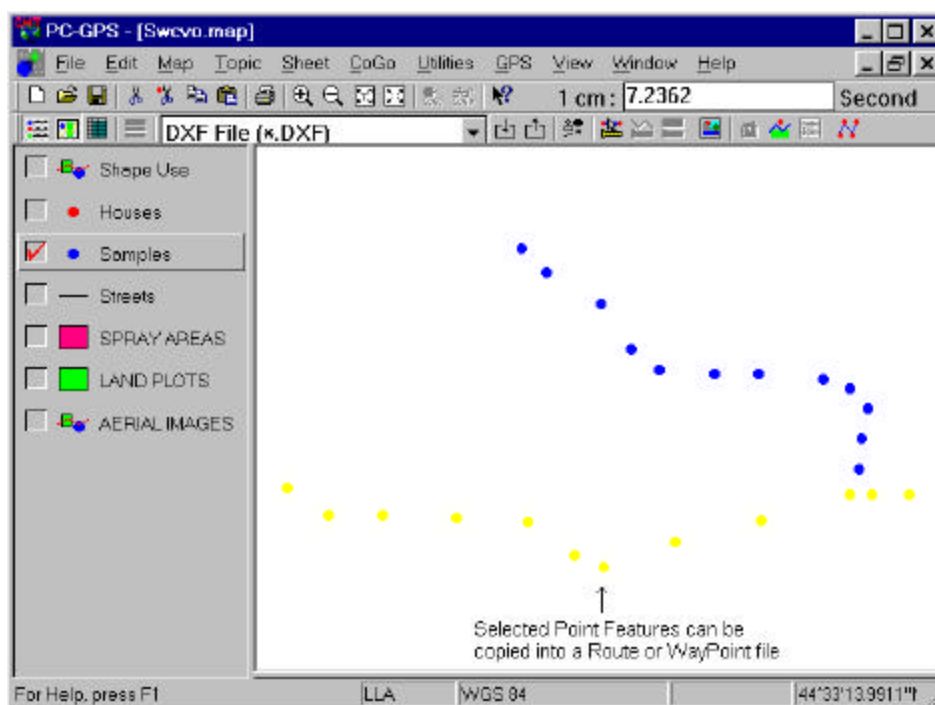 PC-GPS - [Swcvo.map]
File Edit Map Topic Sheet CoGo Utilities GPS View Window Help
1 cm: 7.2362 Second
DXF File (*.DXF)
Shape Use
Houses
Samples
Streets
SPRAY AREAS
LAND PLOTS
AERIAL IMAGES
Selected Point Features can be
copied into a Route or WayPoint file
For Help, press F1 LLA WGS 84 44°33'13.9911"N